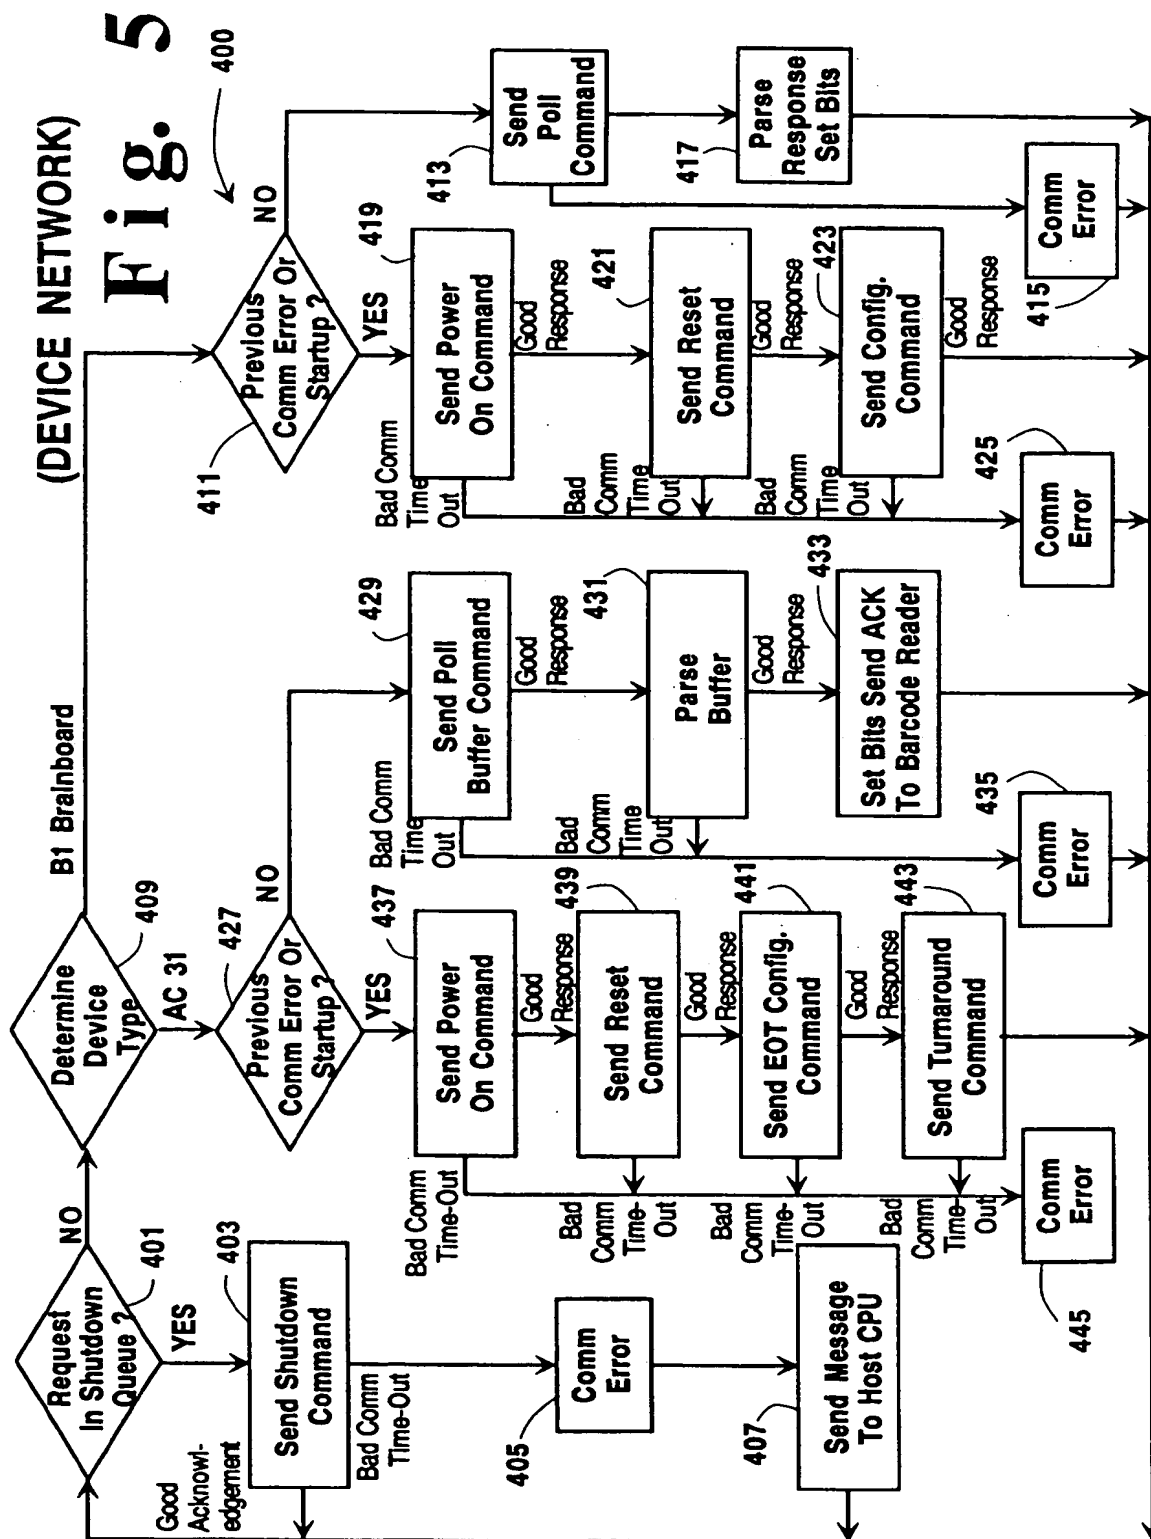 (DEVICE NETWORK)
Fig. 5
400
Request
In Shutdown
Queue ?
401
NO
YES
Good
Acknowl-
edgement
403
Send Shutdown
Command
Bad Comm
Time-Out
405
Comm
Error
407
Send Message
To Host CPU
Determine
Device
Type
409
B1 Brainboard
AC 31
427
Previous
Comm Error Or
Startup ?
NO
YES
437
Send Power
On Command
Bad Comm
Time-Out
Good
Response
439
Send Reset
Command
Bad
Comm
Time-
Out
Good
Response
441
Send EOT Config.
Command
Bad
Comm
Time-
Out
Good
Response
443
Send Turnaround
Command
Bad
Comm
Time-
Out
445
Comm
Error
429
Send Poll
Buffer Command
Bad Comm
Time
Out
Good
Response
431
Parse
Buffer
Bad
Comm
Time
Out
Good
Response
433
Set Bits Send ACK
To Barcode Reader
435
Comm
Error
411
Previous
Comm Error Or
Startup ?
NO
YES
419
Send Power
On Command
Bad Comm
Time
Out
Good
Response
421
Send Reset
Command
Bad
Comm
Time
Out
Good
Response
423
Send Config.
Command
Bad
Comm
Time
Out
Good
Response
425
Comm
Error
413
Send
Poll
Command
417
Parse
Response
Set Bits
415
Comm
Error